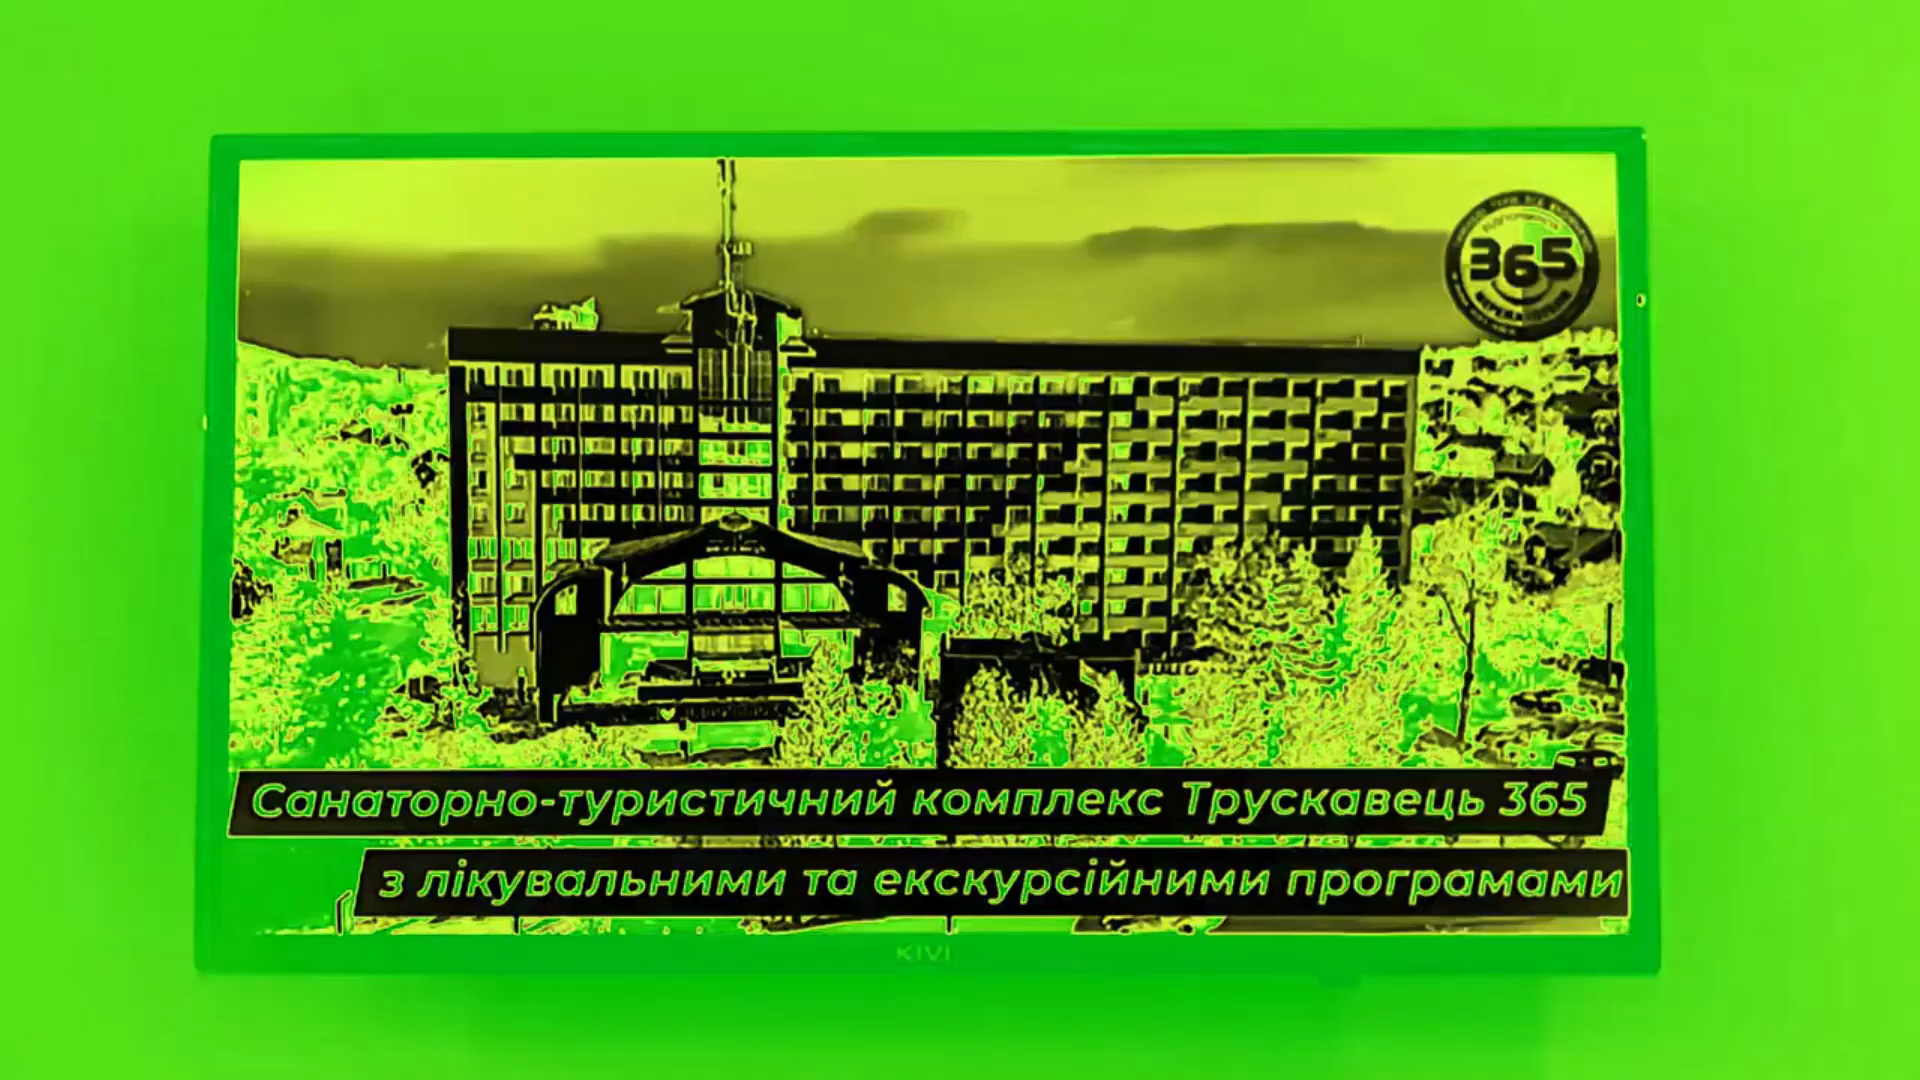 365
Санаторно-туристичний комплекс Трускавець 365
з лікувальними та екскурсійними програмами
KIVI